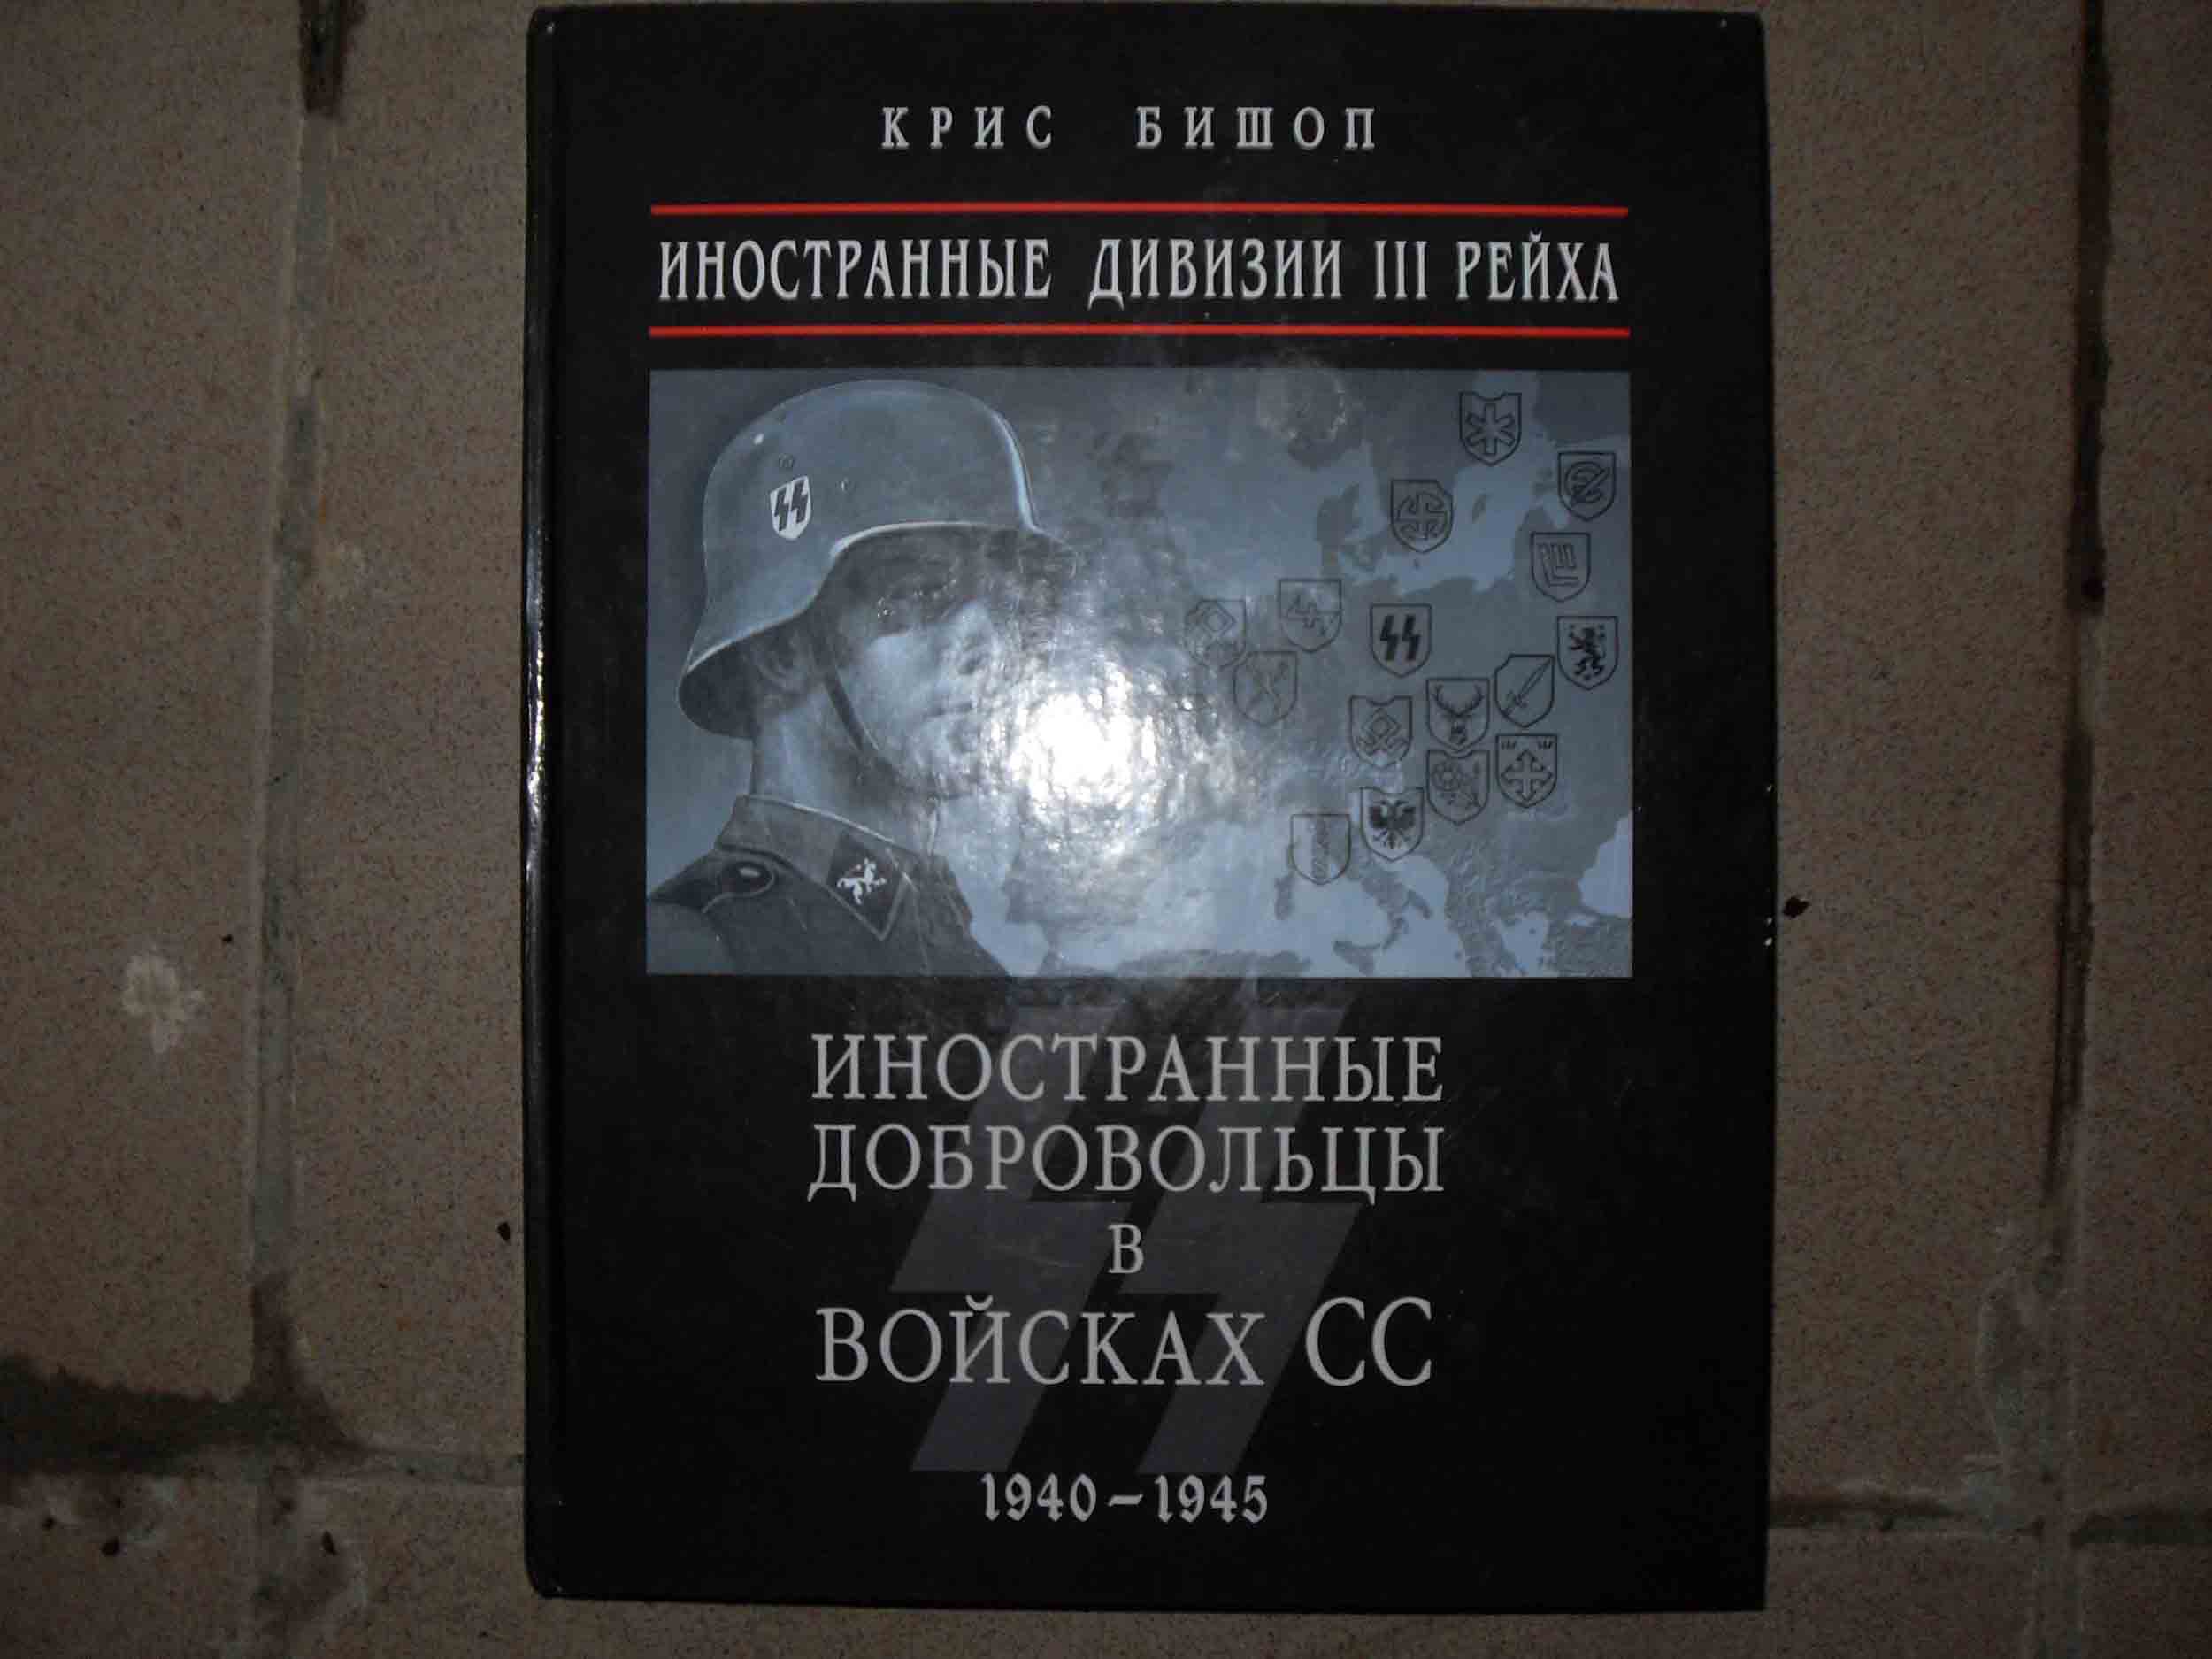 КРИС БИШОП
ИНОСТРАННЫЕ ДИВИЗИИ III РЕЙХА
ИНОСТРАННЫЕ
ДОБРОВОЛЬЦЫ
В
ВОЙСКАХ СС
1940–1945